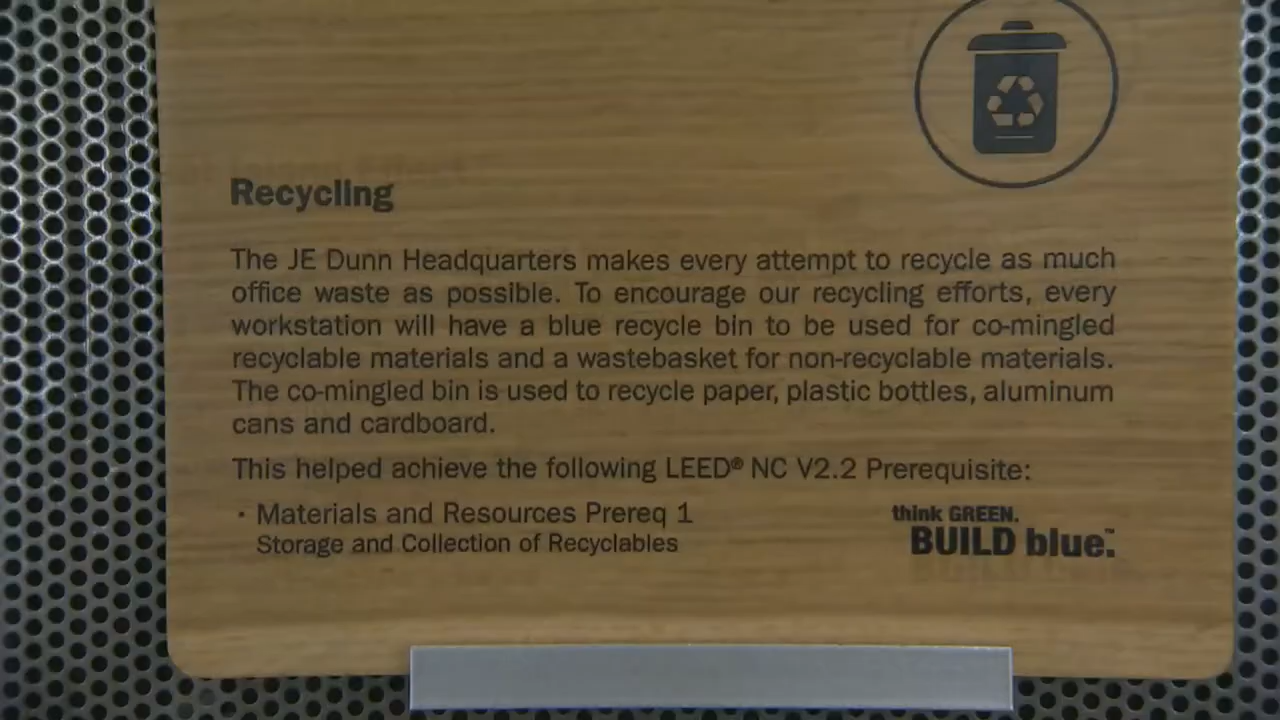 Recycling
The JE Dunn Headquarters makes every attempt to recycle as much
office waste as possible. To encourage our recycling efforts, every
workstation will have a blue recycle bin to be used for co-mingled
recyclable materials and a wastebasket for non-recyclable materials.
The co-mingled bin is used to recycle paper, plastic bottles, aluminum
cans and cardboard.
This helped achieve the following LEED® NC V2.2 Prerequisite:
· Materials and Resources Prereq 1
Storage and Collection of Recyclables
think GREEN.
BUILD blue.™